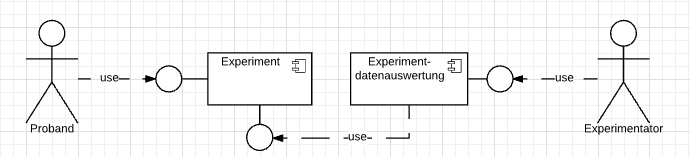 Experiment
Experiment-
datenauswertung
use
use
Proband
Experimentator
use